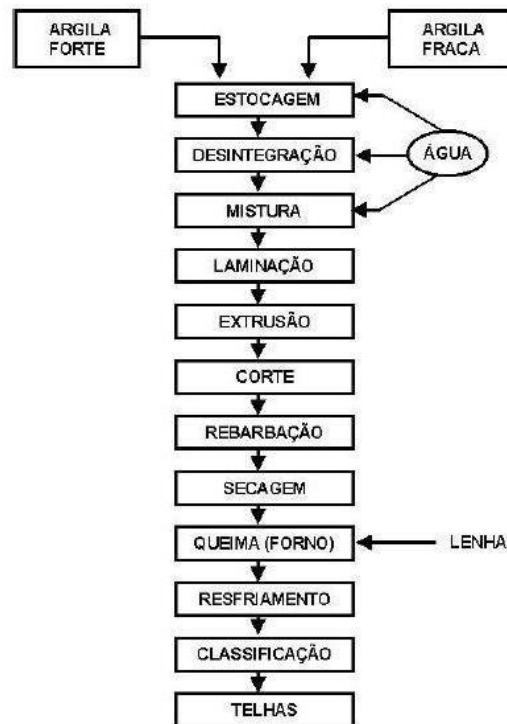 ARGILA
FORTE
ARGILA
FRACA
ESTOCAGEM
DESINTEGRAÇÃO
ÁGUA
MISTURA
LAMINAÇÃO
EXTRUSÃO
CORTE
REBARBAÇÃO
SECAGEM
QUEIMA (FORNO)
LENHA
RESFRIAMENTO
CLASSIFICAÇÃO
TELHAS